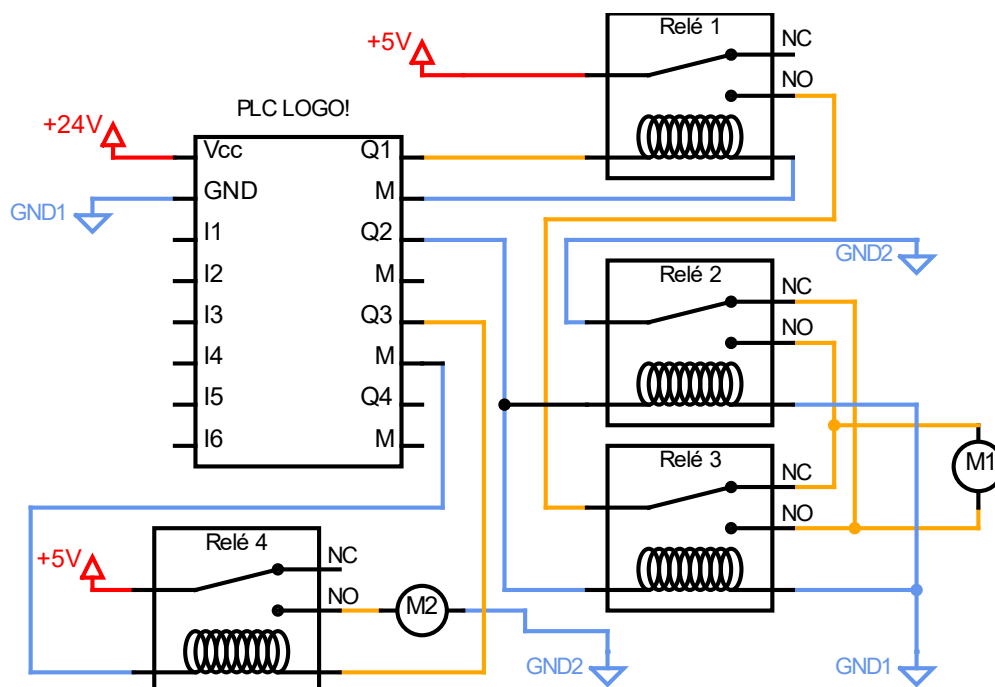 Relé 1
+5V
NC
NO
PLC LOGO!
+24V
Vcc
Q1
GND
M
GND1
I1
Q2
GND2
I2
M
Relé 2
NC
I3
Q3
NO
I4
M
I5
Q4
I6
M
Relé 3
NC
M1
NO
Relé 4
+5V
NC
NO
M2
GND2
GND1